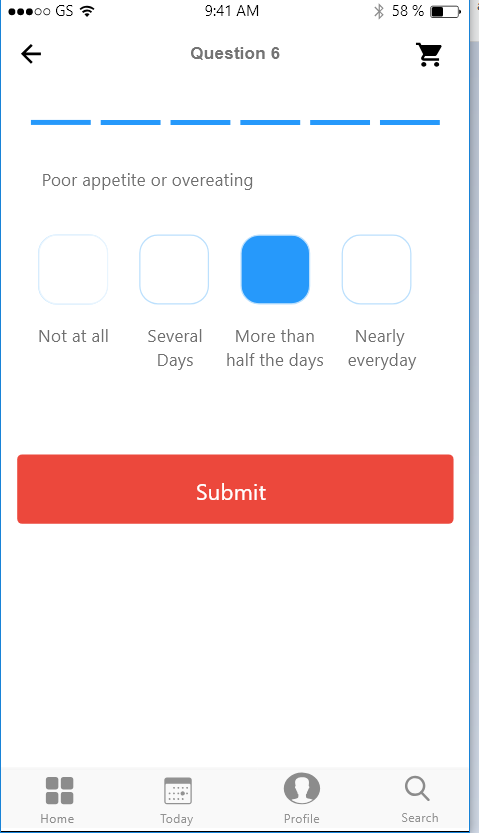 GS 9:41 AM 58 %
Question 6
Poor appetite or overeating
Not at all Several Days More than half the days Nearly everyday
Submit
Home Today Profile Search